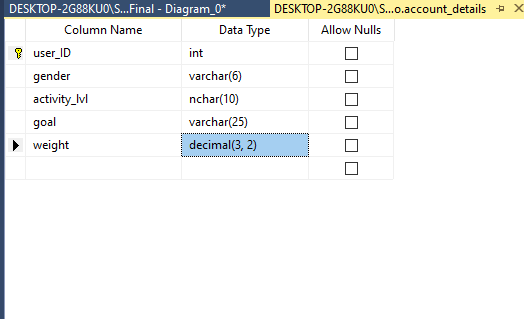 DESKTOP-2G88KU0\S...Final - Diagram_0* DESKTOP-2G88KU0\S...o.account_details
Column Name Data Type Allow Nulls
user_ID int
gender varchar(6)
activity_lvl nchar(10)
goal varchar(25)
weight decimal(3, 2)